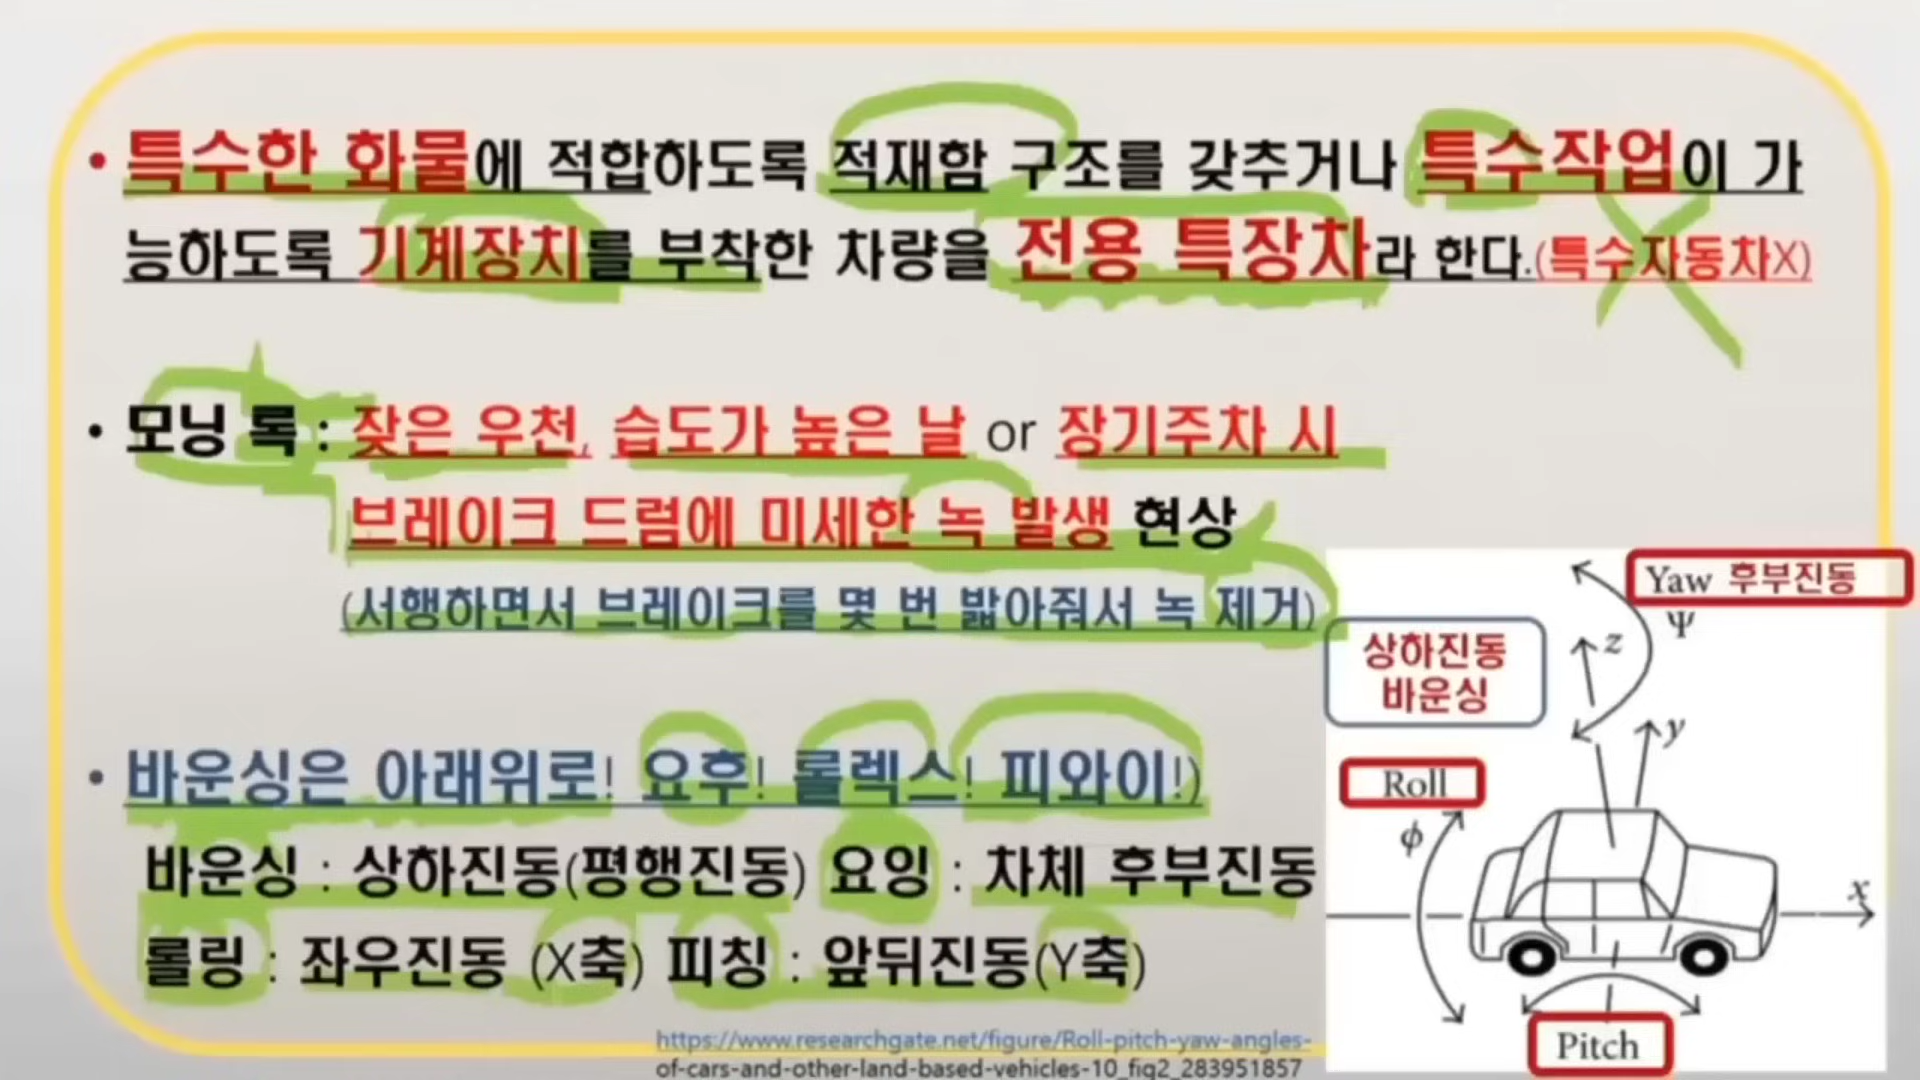 • 특수한 화물에 적합하도록 적재함 구조를 갖추거나 특수작업이 가
능하도록 기계장치를 부착한 차량을 전용 특장차라 한다.(특수자동차X)
• 모닝 록 : 잦은 우천, 습도가 높은 날 or 장기주차 시
브레이크 드럼에 미세한 녹 발생 현상
(서행하면서 브레이크를 몇 번 밟아줘서 녹 제거)
• 바운싱은 아래위로! 요후! 롤렉스! 피와이!)
바운싱 : 상하진동(평행진동) 요잉 : 차체 후부진동
롤링 : 좌우진동 (X축) 피칭 : 앞뒤진동(Y축)
Yaw 후부진동
Ψ
상하진동
바운싱
z
y
Roll
ϕ
x
Pitch
https://www.researchgate.net/figure/Roll-pitch-yaw-angles-
of-cars-and-other-land-based-vehicles-10_fig2_283951857